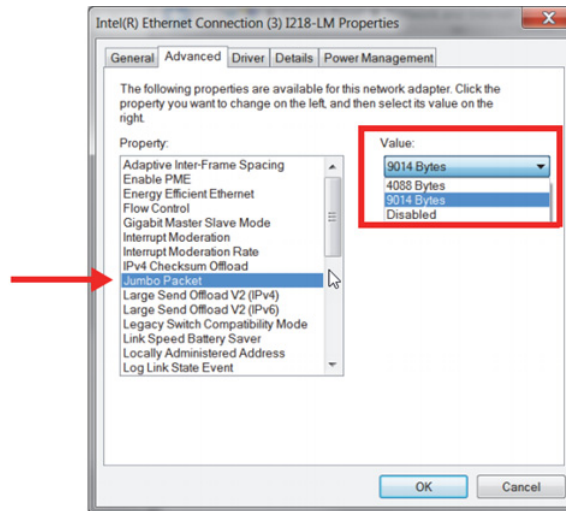 Intel(R) Ethernet Connection (3) I218-LM Properties
General Advanced Driver Details Power Management
The following properties are available for this network adapter. Click the
property you want to change on the left, and then select its value on the
right.
Property:
Value:
Adaptive Inter-Frame Spacing
Enable PME
Energy Efficient Ethernet
Flow Control
Gigabit Master Slave Mode
Interrupt Moderation
Interrupt Moderation Rate
IPv4 Checksum Offload
Jumbo Packet
Large Send Offload V2 (IPv4)
Large Send Offload V2 (IPv6)
Legacy Switch Compatibility Mode
Link Speed Battery Saver
Locally Administered Address
Log Link State Event
9014 Bytes
4088 Bytes
9014 Bytes
Disabled
OK
Cancel